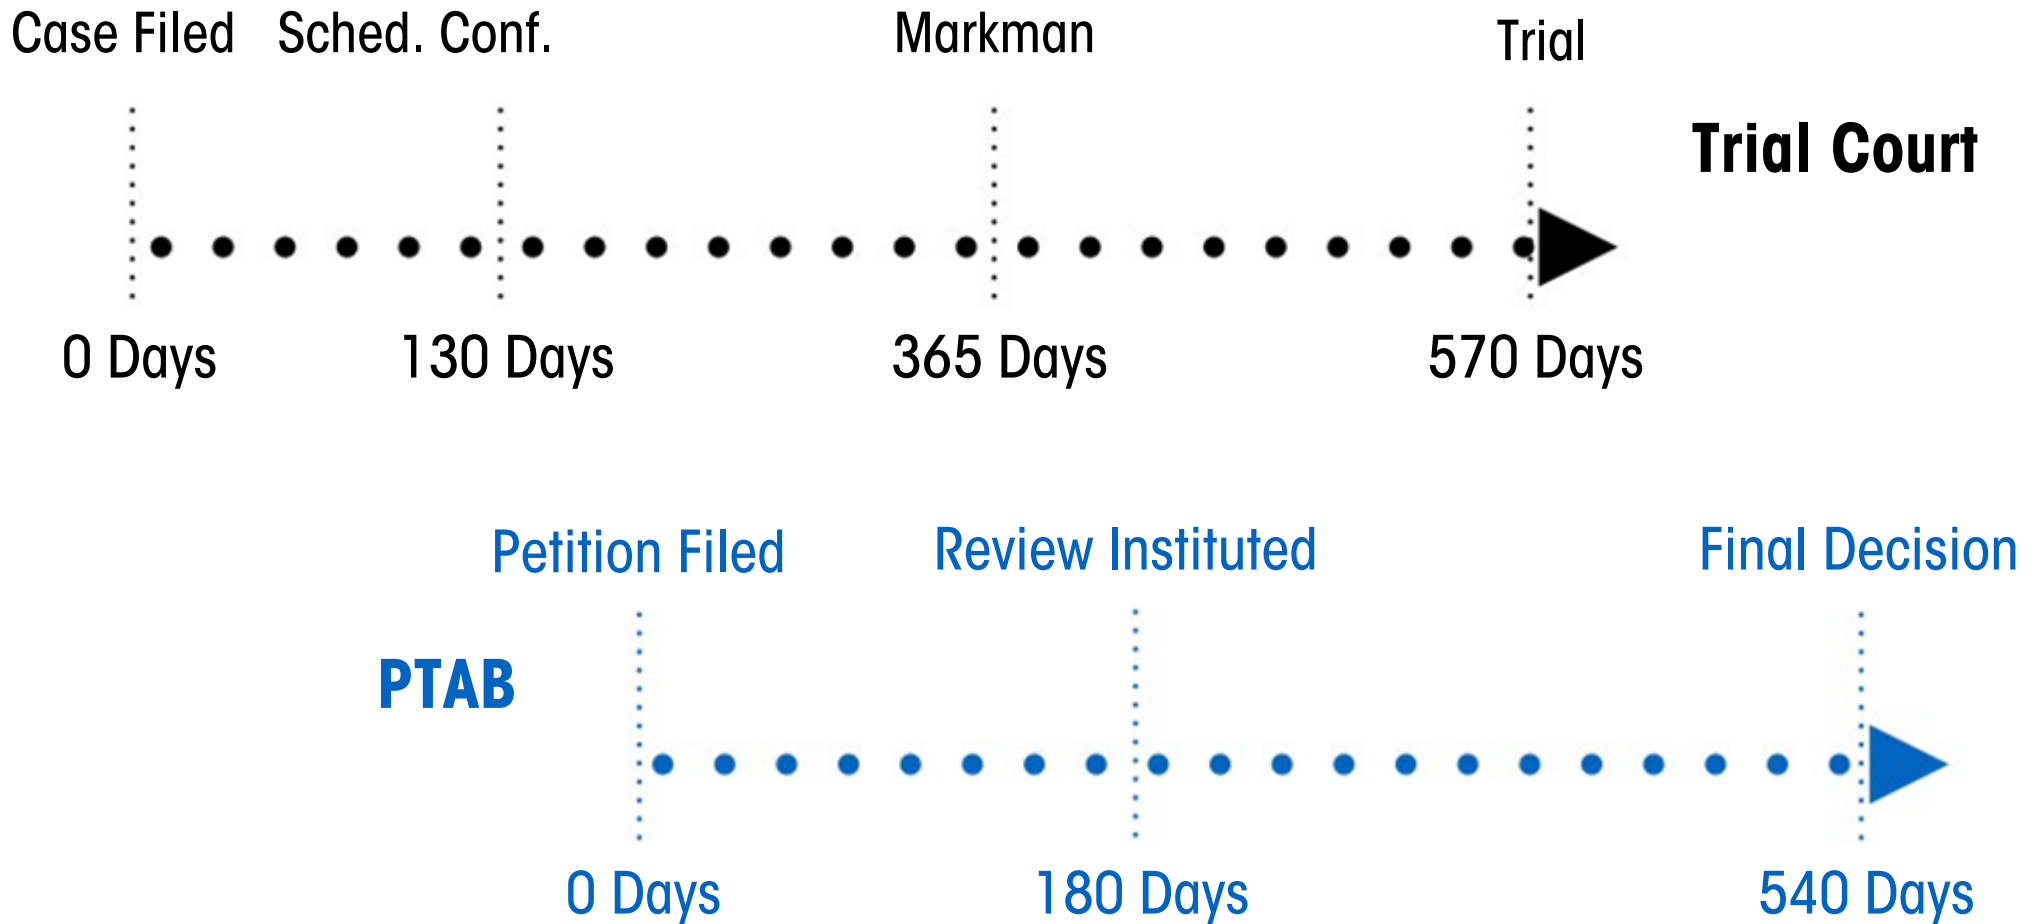 Case Filed Sched. Conf. Markman Trial
Trial Court
0 Days 130 Days 365 Days 570 Days
Petition Filed Review Instituted Final Decision
PTAB
0 Days 180 Days 540 Days